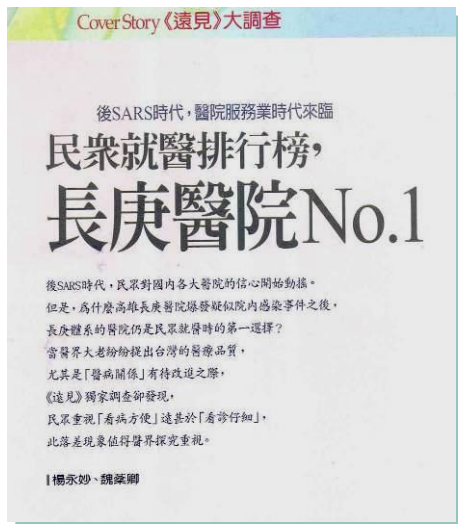 Cover Story《遠見》大調查
後SARS時代，醫院服務業時代來臨
民眾就醫排行榜，
長庚醫院No.1
後SARS時代，民眾對國內各大醫院的信心開始動搖。
但是，為什麼高雄長庚醫院爆發疑似院內感染事件之後，
長庚體系的醫院仍是民眾就醫時的第一選擇？
當醫界大老紛紛提出台灣的醫療品質，
尤其是「醫病關係」有待改進之際，
《遠見》獨家調查卻發現，
民眾重視「看病方便」遠甚於「看診仔細」，
此落差現象值得醫界探究重視。
楊永妙、魏棻卿